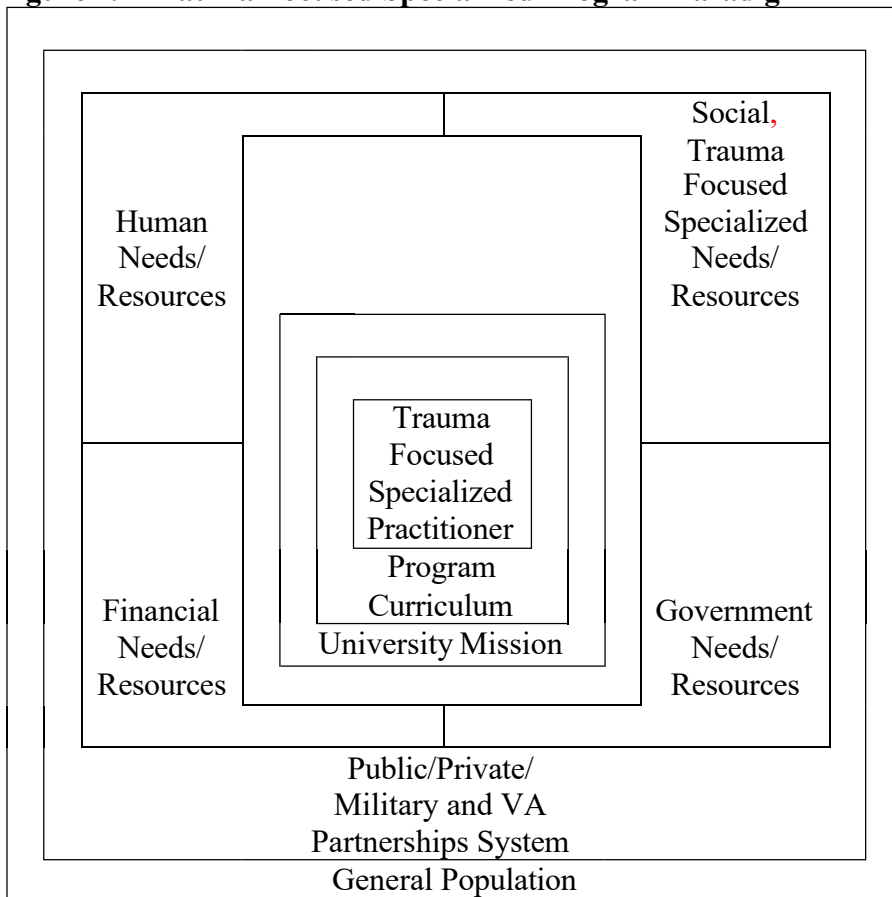 Social,
Trauma
Focused
Specialized
Needs/
Resources
Human
Needs/
Resources
Trauma
Focused
Specialized
Practitioner
Program
Curriculum
University Mission
Financial
Needs/
Resources
Government
Needs/
Resources
Public/Private/
Military and VA
Partnerships System
General Population